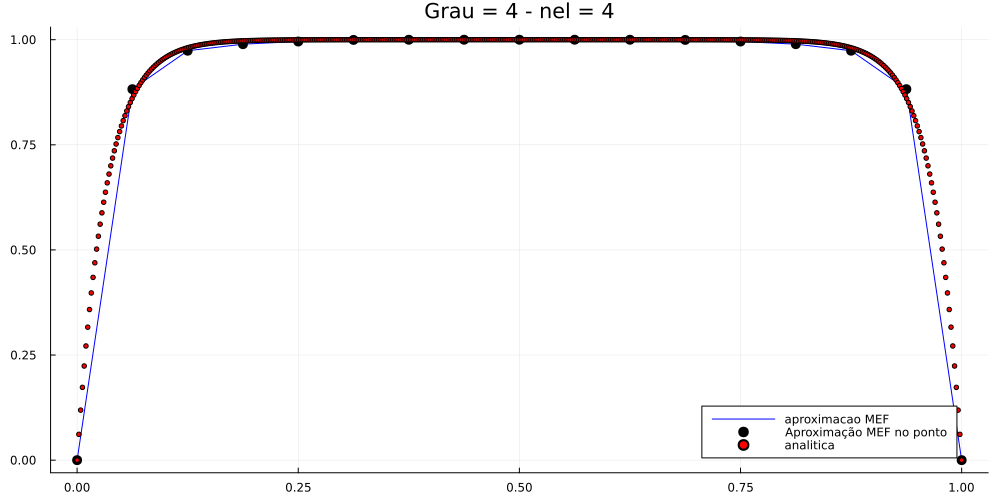 Grau = 4 - nel = 4
1.00
0.75
0.50
0.25
0.00
0.00 0.25 0.50 0.75 1.00
aproximacao MEF
Aproximação MEF no ponto
analitica